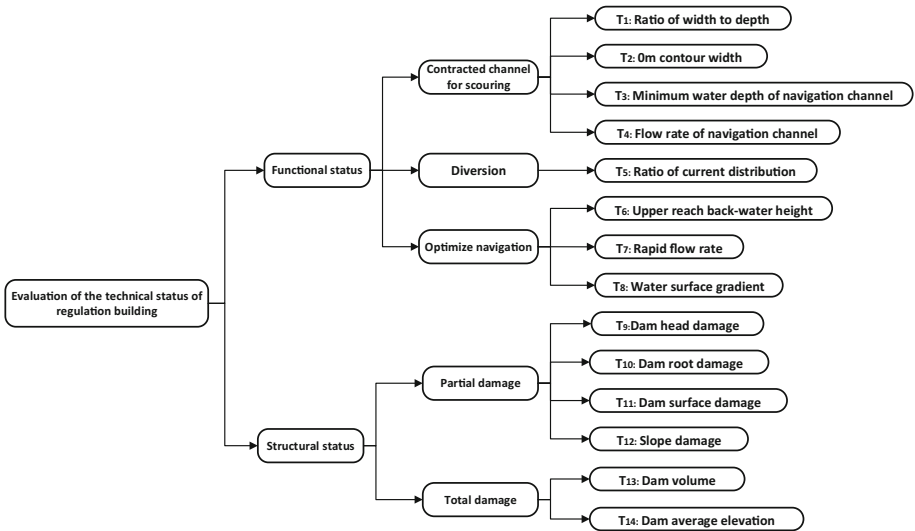 Evaluation of the technical status of
regulation building
Functional status
Structural status
Contracted channel
for scouring
Diversion
Optimize navigation
Partial damage
Total damage
T1: Ratio of width to depth
T2: 0m contour width
T3: Minimum water depth of navigation channel
T4: Flow rate of navigation channel
T5: Ratio of current distribution
T6: Upper reach back-water height
T7: Rapid flow rate
T8: Water surface gradient
T9:Dam head damage
T10: Dam root damage
T11: Dam surface damage
T12: Slope damage
T13: Dam volume
T14: Dam average elevation